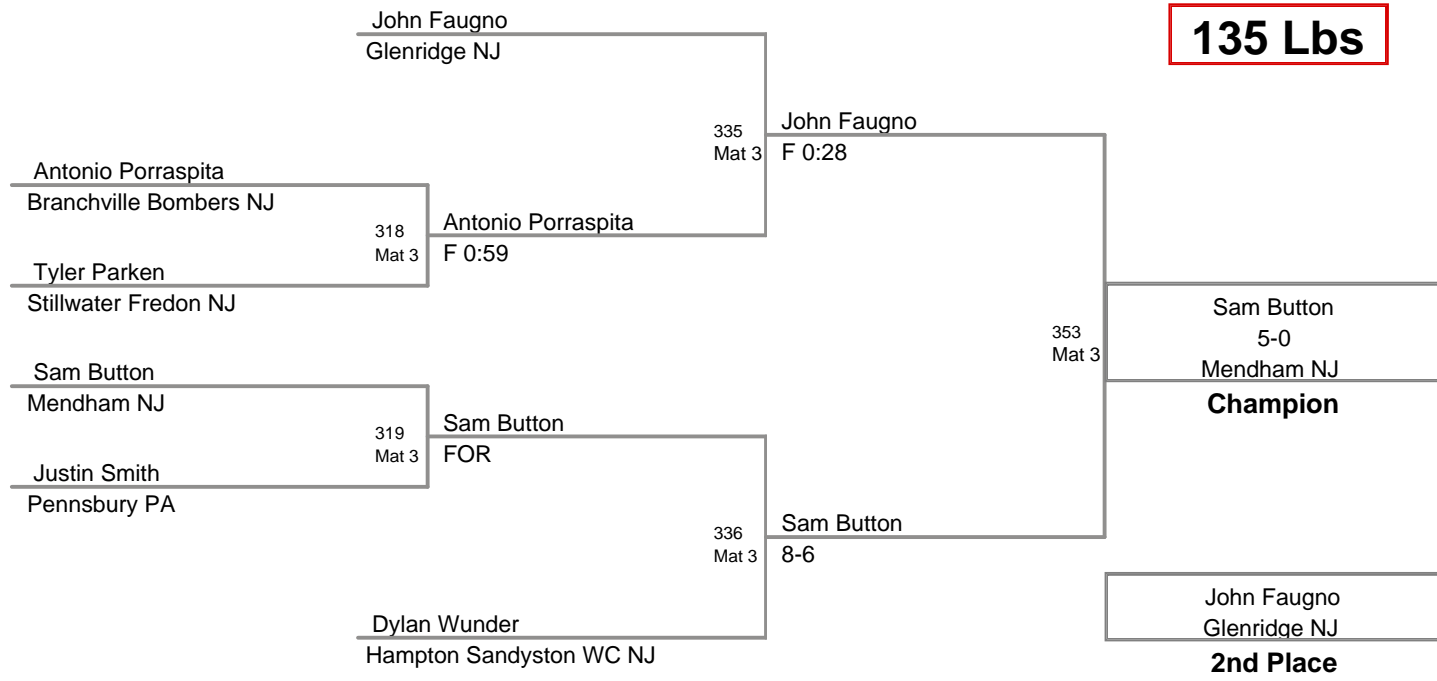 John Faugno
Glenridge NJ
135 Lbs
335
Mat 3
John Faugno
F 0:28
Antonio Porraspita
Branchville Bombers NJ
318
Mat 3
Antonio Porraspita
F 0:59
Tyler Parken
Stillwater Fredon NJ
353
Mat 3
Sam Button
5-0
Mendham NJ
Champion
Sam Button
Mendham NJ
319
Mat 3
Sam Button
FOR
Justin Smith
Pennsbury PA
336
Mat 3
Sam Button
8-6
Dylan Wunder
Hampton Sandyston WC NJ
John Faugno
Glenridge NJ
2nd Place